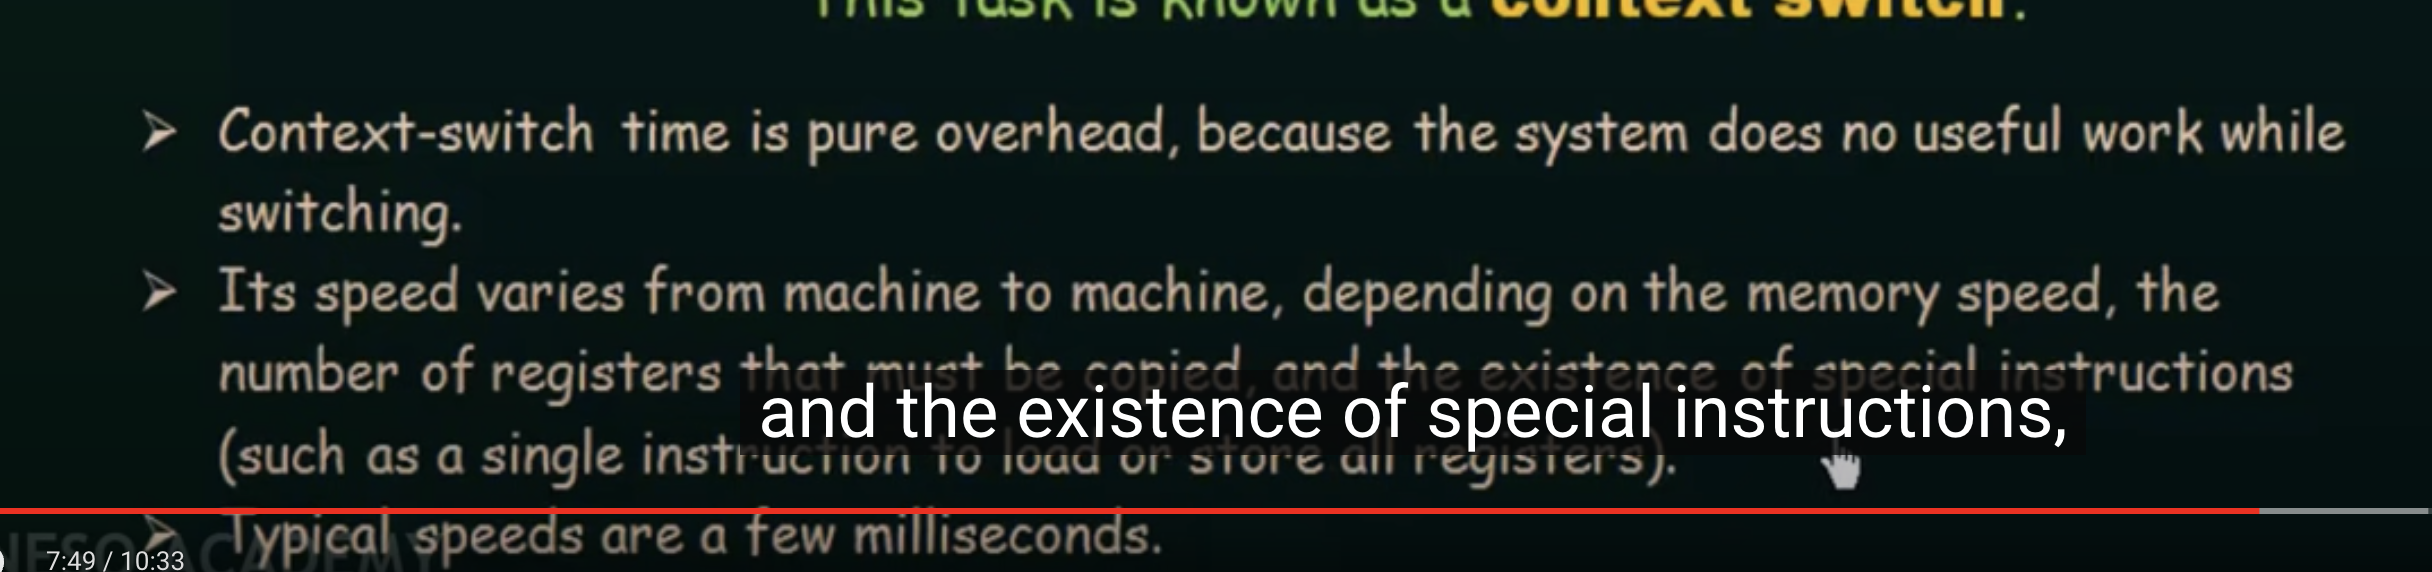 This task is known as a context switch.
Context-switch time is pure overhead, because the system does no useful work while
switching.
Its speed varies from machine to machine, depending on the memory speed, the
number of registers that must be copied, and the existence of special instructions
and the existence of special instructions,
(such as a single instruction to load or store all registers).
Typical speeds are a few milliseconds.
NESO ACADEMY
7:49 / 10:33